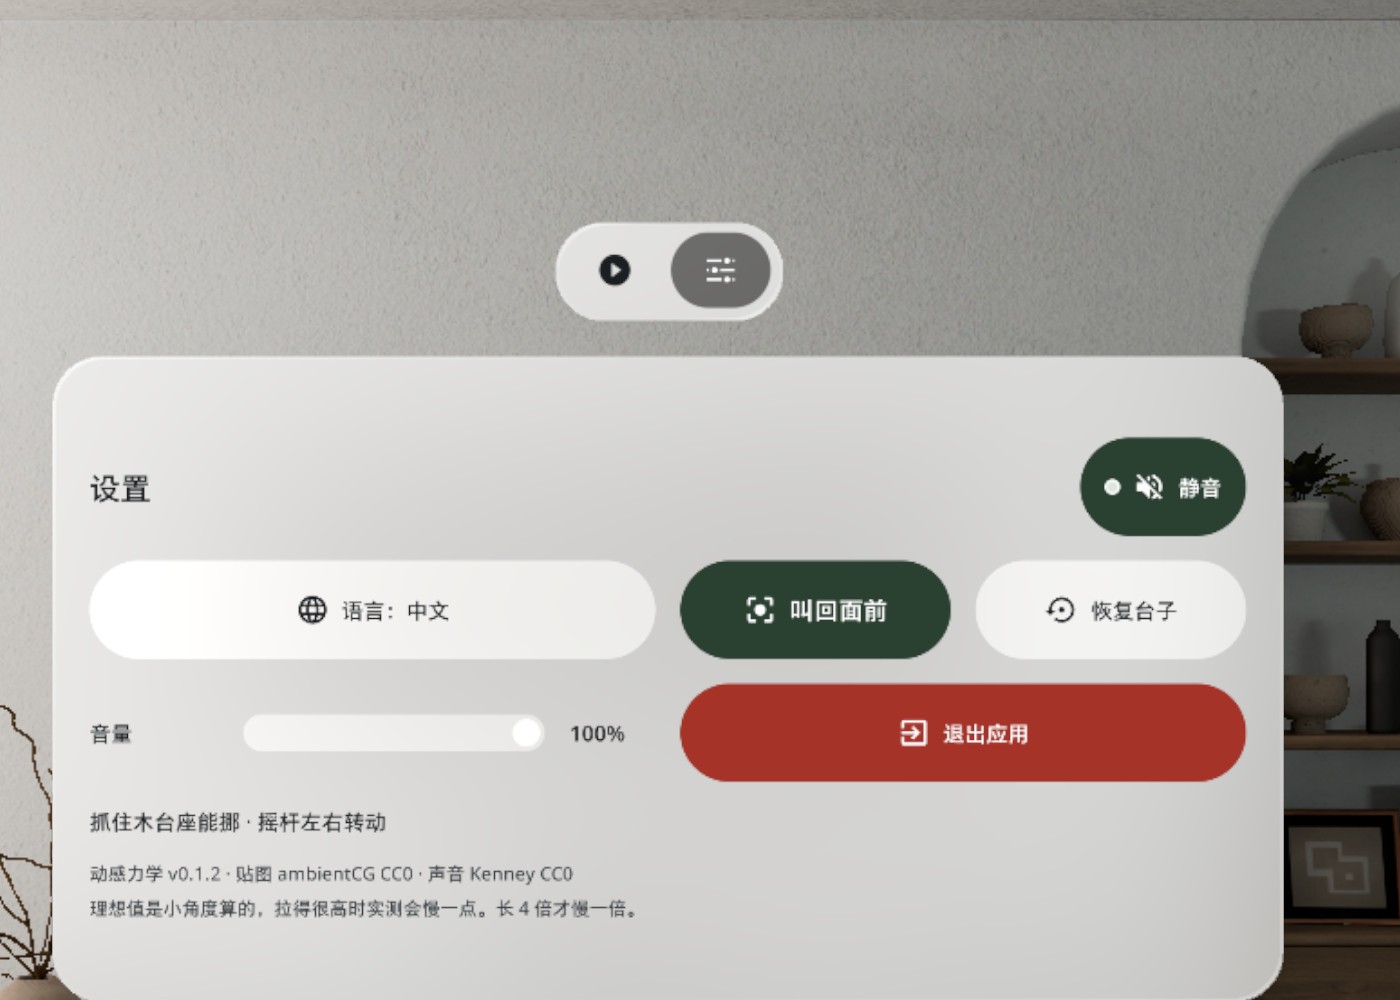 设置
静音
语言：中文
叫回面前
恢复台子
音量
100%
退出应用
抓住木台座能挪 · 摇杆左右转动
动感力学 v0.1.2 · 贴图 ambientCG CC0 · 声音 Kenney CC0
理想值是小角度算的，拉得很高时实测会慢一点。长 4 倍才慢一倍。